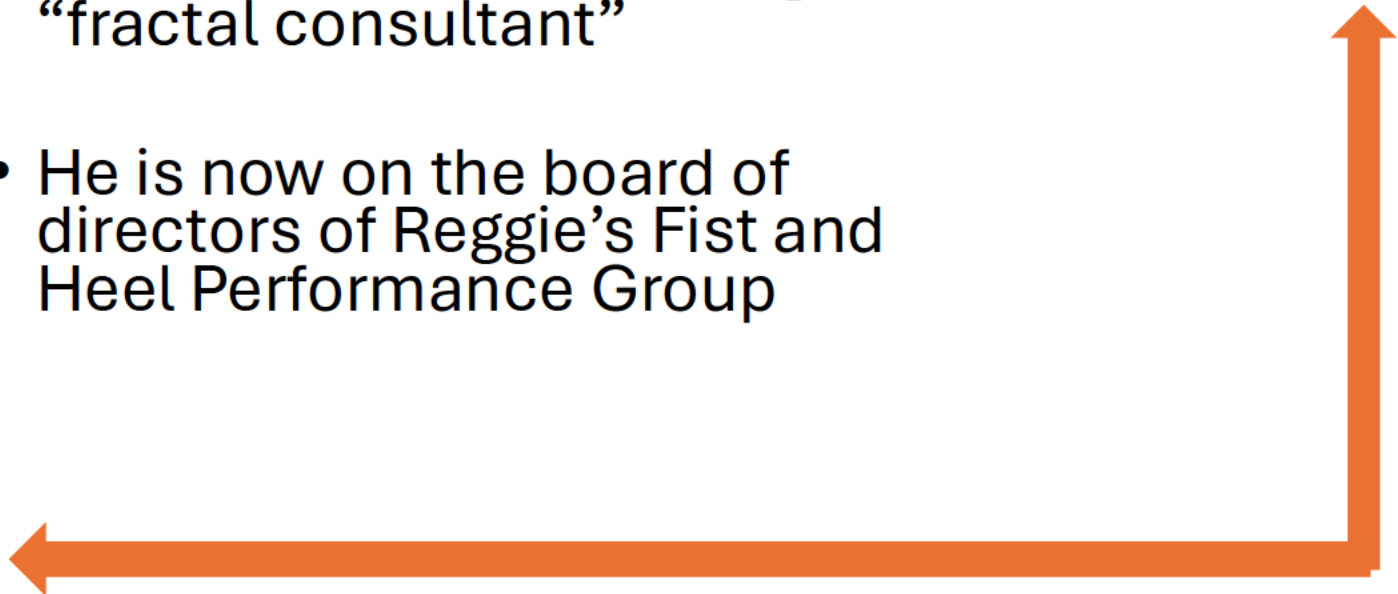 “fractal consultant”
• He is now on the board of
directors of Reggie’s Fist and
Heel Performance Group